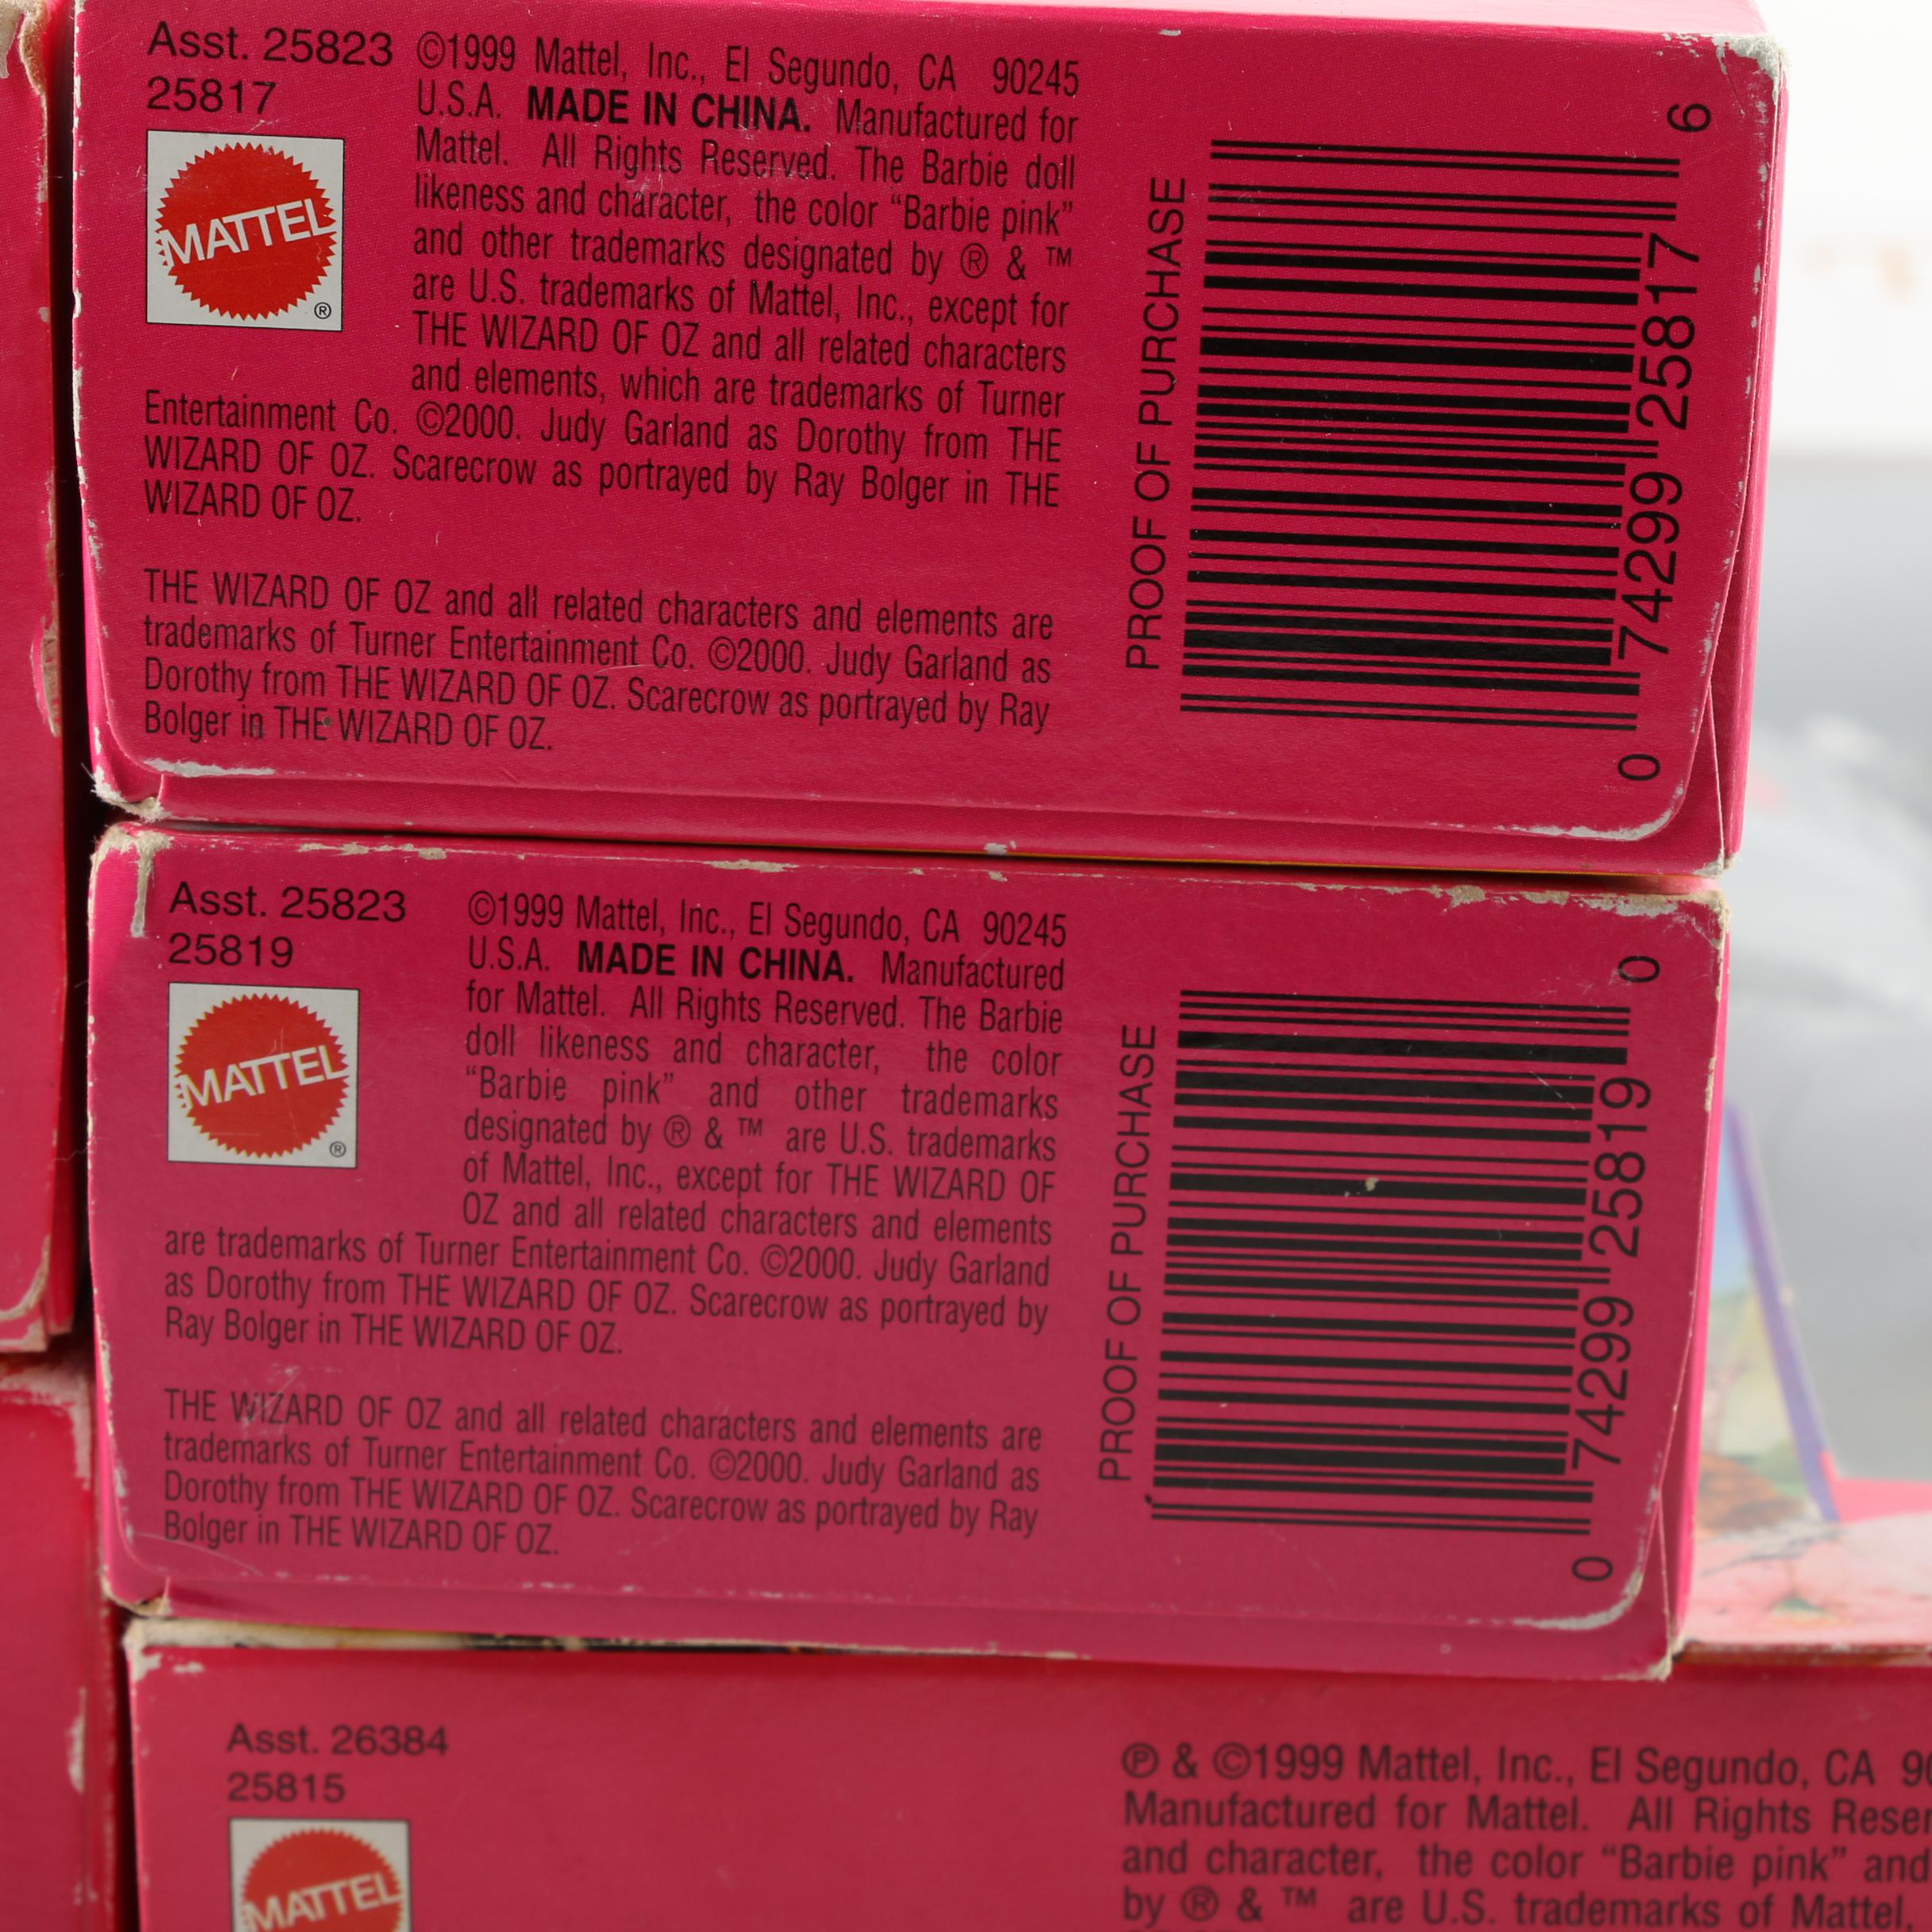 Asst. 25823
25817
MATTEL
®
©1999 Mattel, Inc., El Segundo, CA 90245
U.S.A. MADE IN CHINA. Manufactured for
Mattel. All Rights Reserved. The Barbie doll
likeness and character, the color “Barbie pink”
and other trademarks designated by ® & ™
are U.S. trademarks of Mattel, Inc., except for
THE WIZARD OF OZ and all related characters
and elements, which are trademarks of Turner
Entertainment Co. ©2000. Judy Garland as Dorothy from THE
WIZARD OF OZ. Scarecrow as portrayed by Ray Bolger in THE
WIZARD OF OZ.
THE WIZARD OF OZ and all related characters and elements are
trademarks of Turner Entertainment Co. ©2000. Judy Garland as
Dorothy from THE WIZARD OF OZ. Scarecrow as portrayed by Ray
Bolger in THE WIZARD OF OZ.
PROOF OF PURCHASE
0 74299 25817 6
Asst. 25823
25819
MATTEL
®
©1999 Mattel, Inc., El Segundo, CA 90245
U.S.A. MADE IN CHINA. Manufactured
for Mattel. All Rights Reserved. The Barbie
doll likeness and character, the color
“Barbie pink” and other trademarks
designated by ® & ™ are U.S. trademarks
of Mattel, Inc., except for THE WIZARD OF
OZ and all related characters and elements
are trademarks of Turner Entertainment Co. ©2000. Judy Garland
as Dorothy from THE WIZARD OF OZ. Scarecrow as portrayed by
Ray Bolger in THE WIZARD OF OZ.
THE WIZARD OF OZ and all related characters and elements are
trademarks of Turner Entertainment Co. ©2000. Judy Garland as
Dorothy from THE WIZARD OF OZ. Scarecrow as portrayed by Ray
Bolger in THE WIZARD OF OZ.
PROOF OF PURCHASE
0 74299 25819 0
Asst. 26384
25815
MATTEL
℗ & ©1999 Mattel, Inc., El Segundo, CA 90
Manufactured for Mattel. All Rights Reser
and character, the color “Barbie pink” and
by ® & ™ are U.S. trademarks of Mattel,